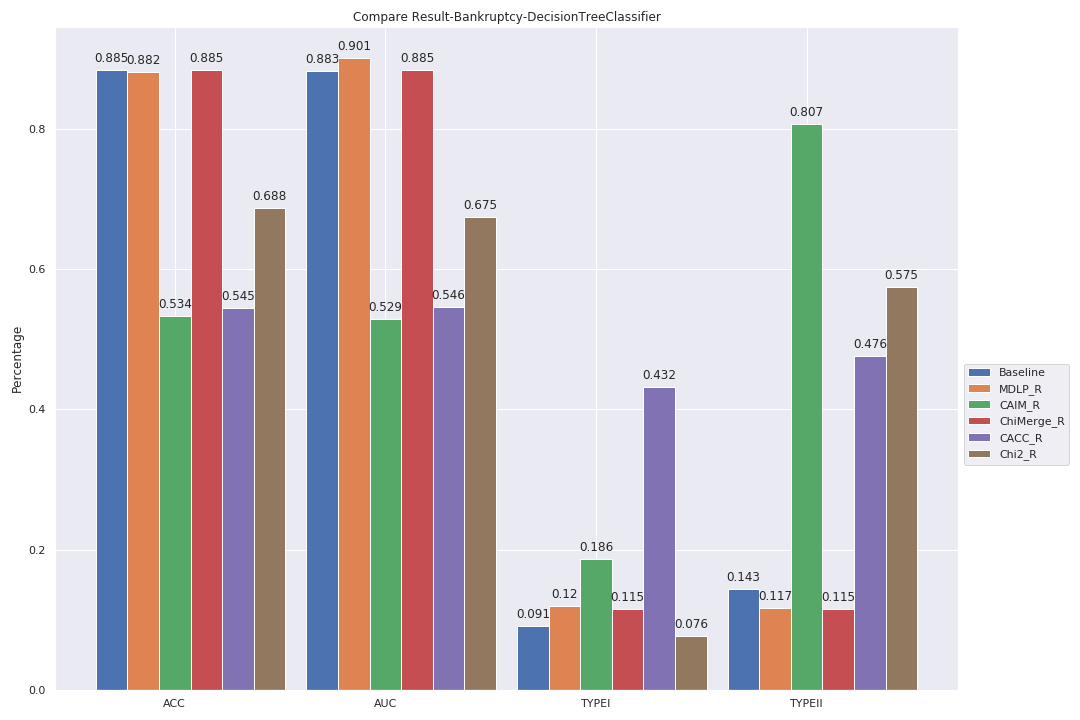 Compare Result-Bankruptcy-DecisionTreeClassifier
Percentage
0.8
0.6
0.4
0.2
0.0
0.885
0.882
0.534
0.885
0.545
0.688
0.883
0.901
0.529
0.885
0.546
0.675
0.091
0.12
0.186
0.115
0.432
0.076
0.143
0.117
0.807
0.115
0.476
0.575
ACC
AUC
TYPEI
TYPEII
Baseline
MDLP_R
CAIM_R
ChiMerge_R
CACC_R
Chi2_R